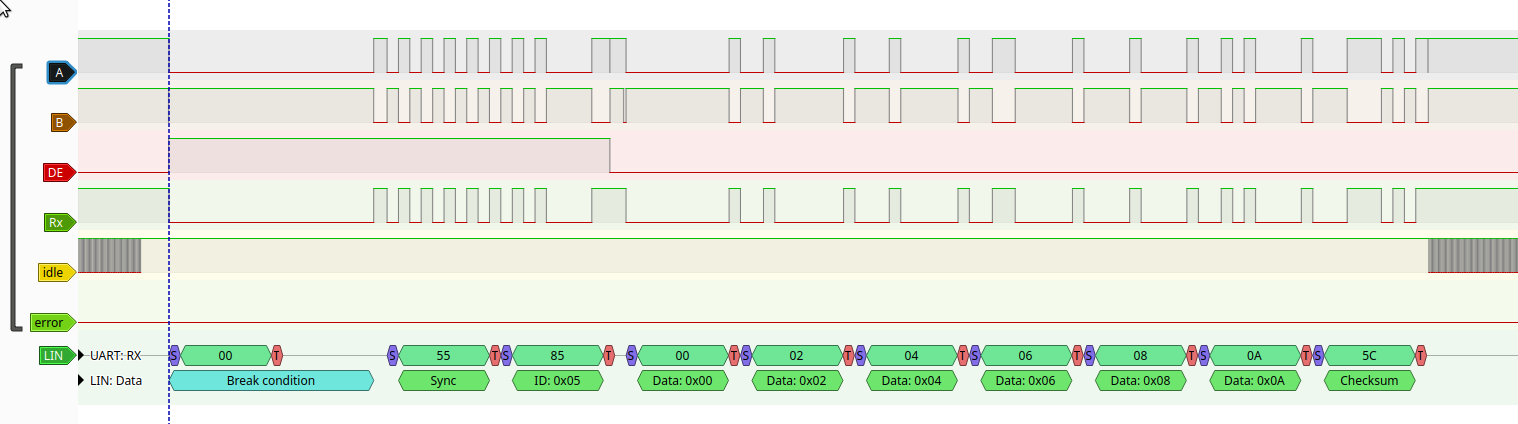 A
B
DE
Rx
idle
error
LIN UART: RX S 00 T S 55 T S 85 T S 00 T S 02 T S 04 T S 06 T S 08 T S 0A T S 5C T
LIN: Data Break condition Sync ID: 0x05 Data: 0x00 Data: 0x02 Data: 0x04 Data: 0x06 Data: 0x08 Data: 0x0A Checksum